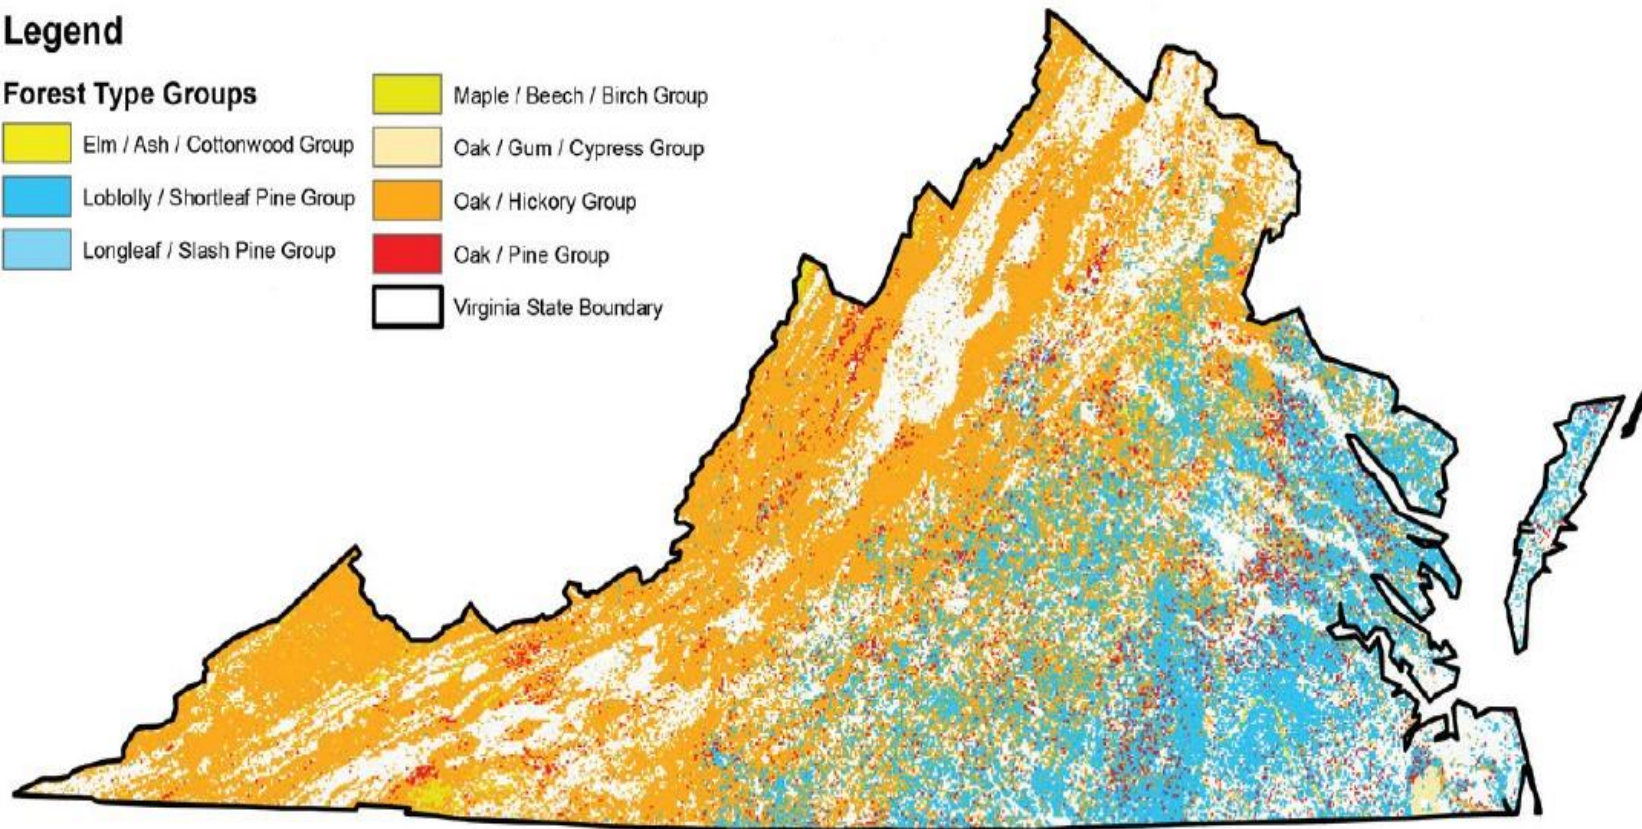 Legend
Forest Type Groups
Elm / Ash / Cottonwood Group
Loblolly / Shortleaf Pine Group
Longleaf / Slash Pine Group
Maple / Beech / Birch Group
Oak / Gum / Cypress Group
Oak / Hickory Group
Oak / Pine Group
Virginia State Boundary